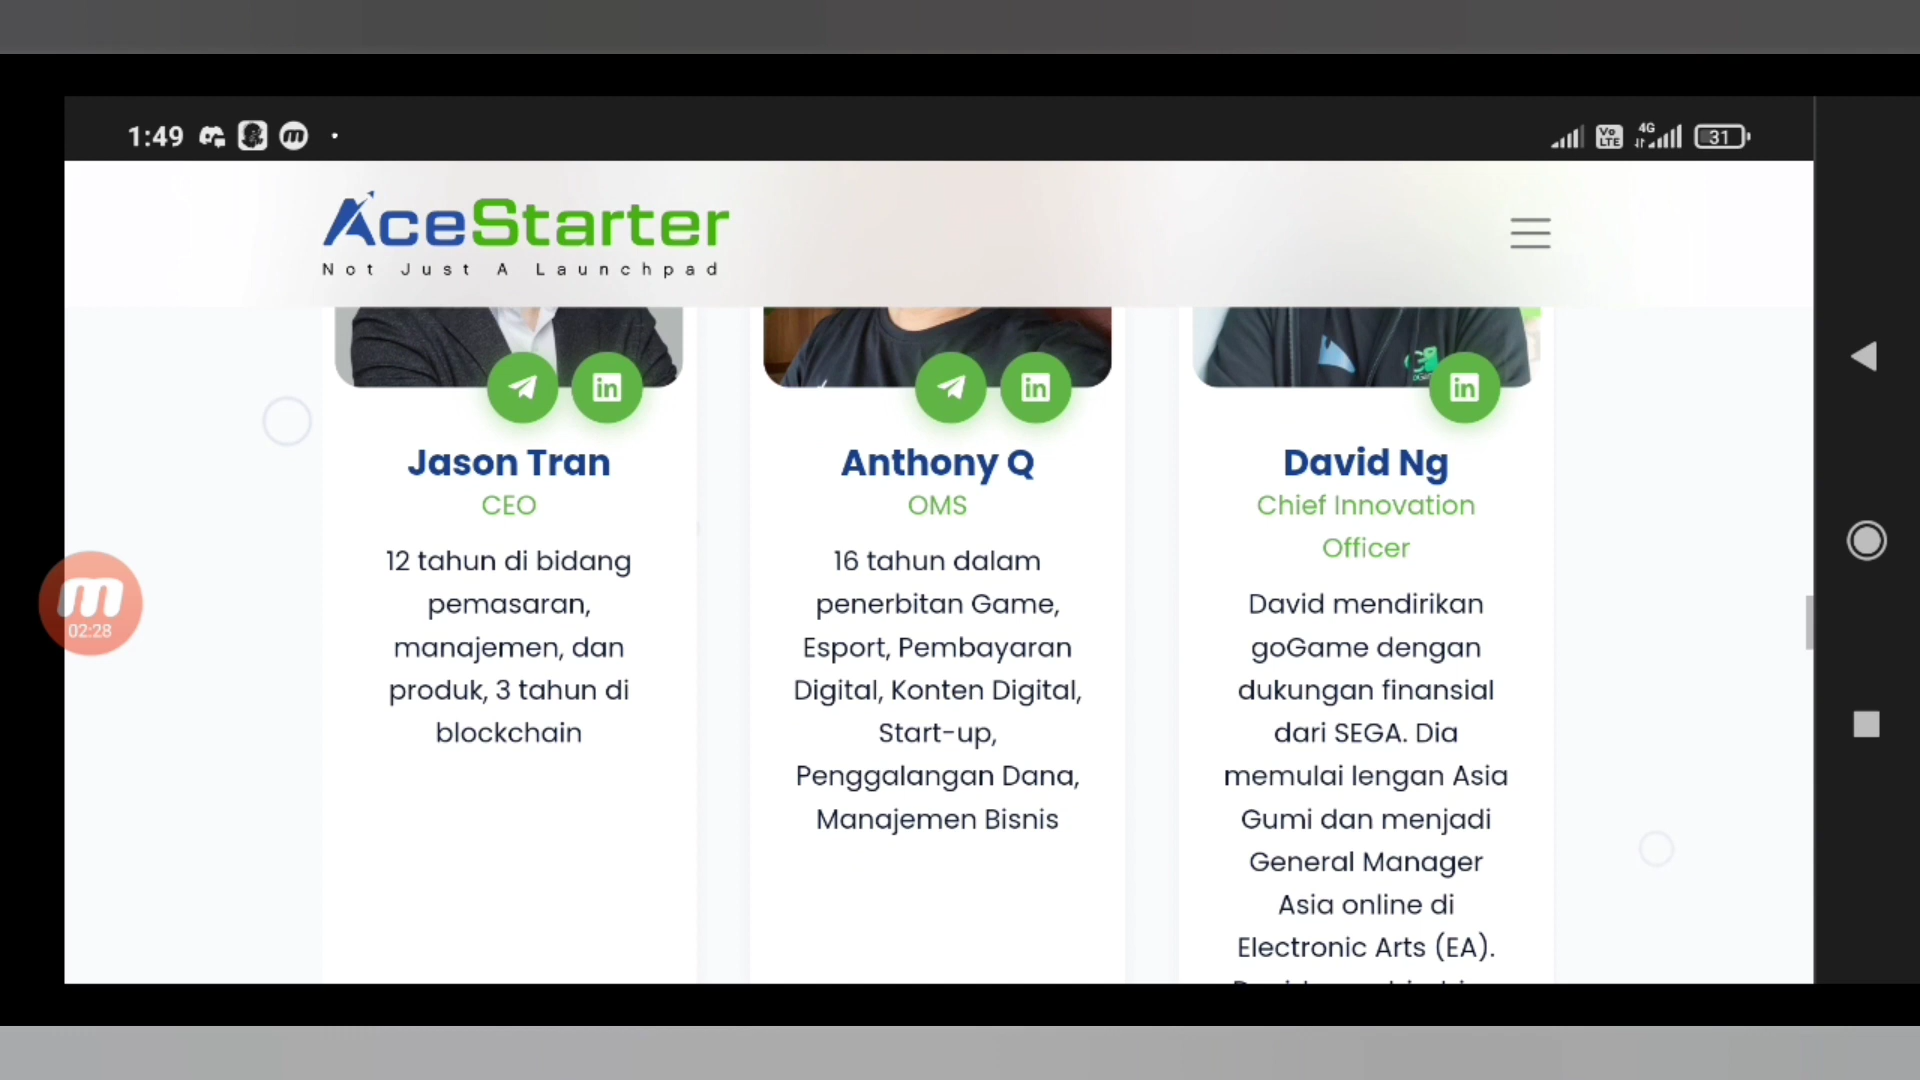 1:49
Vo
LTE
4G
31
AceStarter
Not Just A Launchpad
Jason Tran
CEO
12 tahun di bidang
pemasaran,
manajemen, dan
produk, 3 tahun di
blockchain
Anthony Q
OMS
16 tahun dalam
penerbitan Game,
Esport, Pembayaran
Digital, Konten Digital,
Start-up,
Penggalangan Dana,
Manajemen Bisnis
David Ng
Chief Innovation
Officer
David mendirikan
goGame dengan
dukungan finansial
dari SEGA. Dia
memulai lengan Asia
Gumi dan menjadi
General Manager
Asia online di
Electronic Arts (EA).
02:28